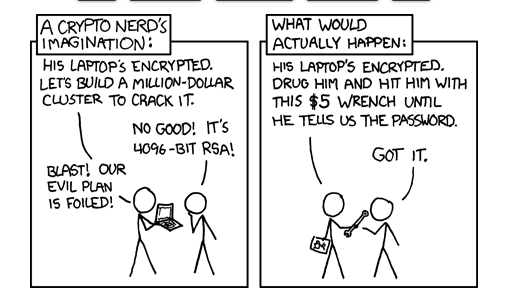 A CRYPTO NERD'S
IMAGINATION:
HIS LAPTOP'S ENCRYPTED.
LET'S BUILD A MILLION-DOLLAR
CLUSTER TO CRACK IT.
NO GOOD! IT'S
4096-BIT RSA!
BLAST! OUR
EVIL PLAN
IS FOILED!
WHAT WOULD
ACTUALLY HAPPEN:
HIS LAPTOP'S ENCRYPTED.
DRUG HIM AND HIT HIM WITH
THIS $5 WRENCH UNTIL
HE TELLS US THE PASSWORD.
GOT IT.